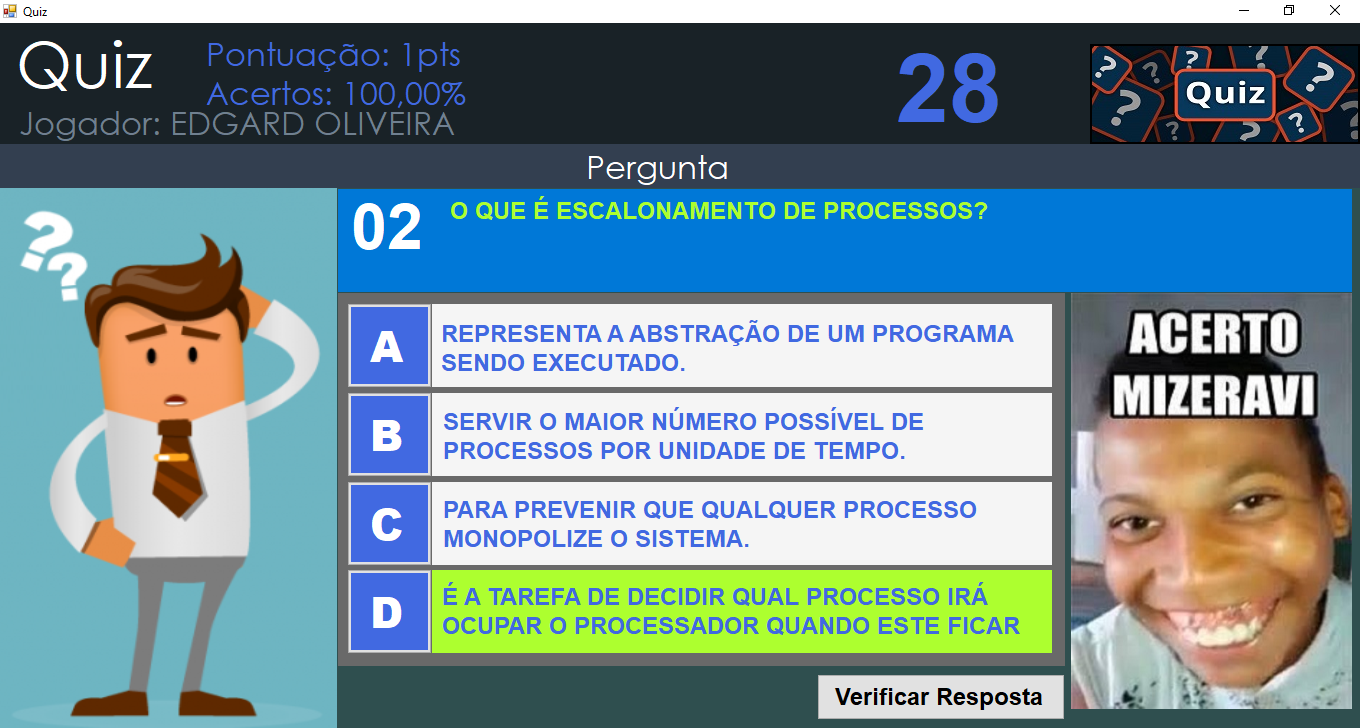 Quiz
Quiz
Pontuação: 1pts
Acertos: 100,00%
Jogador: EDGARD OLIVEIRA
28
? ? ? ? ? ? ? ?
Quiz
Pergunta
??
02
O QUE É ESCALONAMENTO DE PROCESSOS?
A
REPRESENTA A ABSTRAÇÃO DE UM PROGRAMA
SENDO EXECUTADO.
B
SERVIR O MAIOR NÚMERO POSSÍVEL DE
PROCESSOS POR UNIDADE DE TEMPO.
C
PARA PREVENIR QUE QUALQUER PROCESSO
MONOPOLIZE O SISTEMA.
D
É A TAREFA DE DECIDIR QUAL PROCESSO IRÁ
OCUPAR O PROCESSADOR QUANDO ESTE FICAR
ACERTO
MIZERAVI
Verificar Resposta